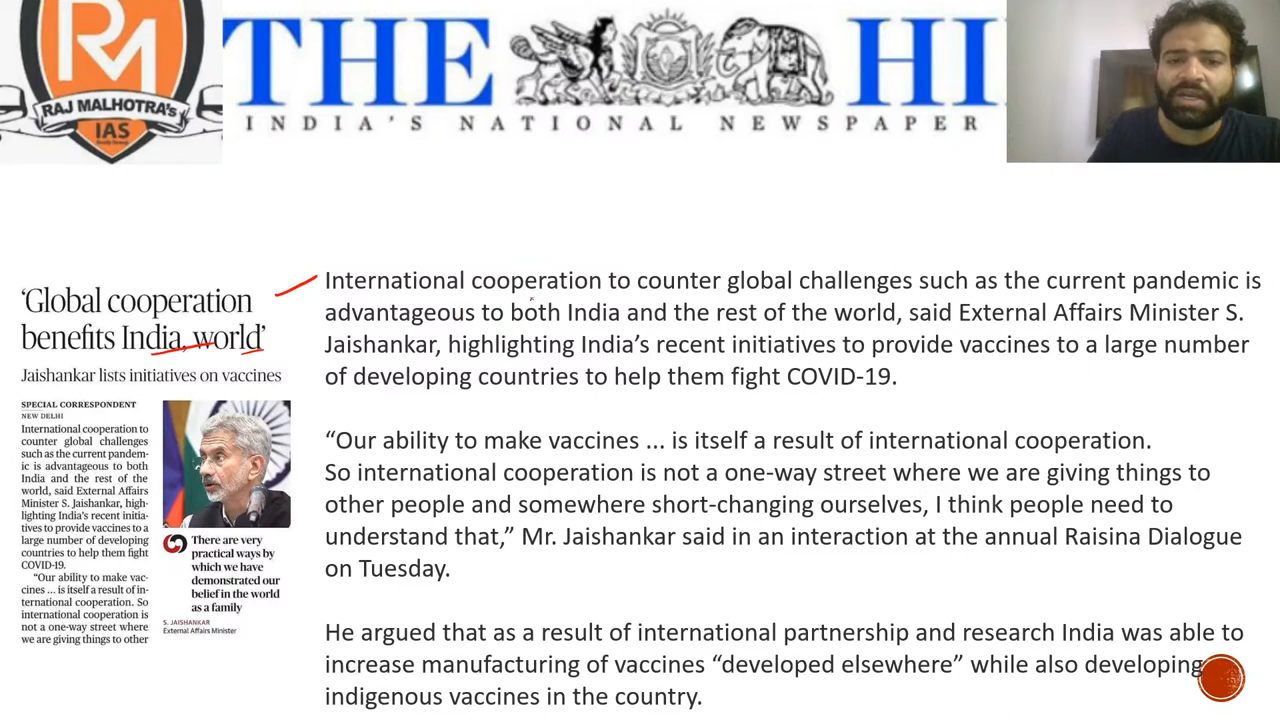 RM
RAJ MALHOTRA'S
IAS
THE HI
INDIA'S NATIONAL NEWSPAPER
'Global cooperation
benefits India, world'
Jaishankar lists initiatives on vaccines
SPECIAL CORRESPONDENT
NEW DELHI
International cooperation to
counter global challenges
such as the current pandem-
ic is advantageous to both
India and the rest of the
world, said External Affairs
Minister S. Jaishankar, high-
lighting India's recent initia-
tives to provide vaccines to a
large number of developing
countries to help them fight
COVID-19.
"Our ability to make vac-
cines ... is itself a result of in-
ternational cooperation. So
international cooperation is
not a one-way street where
we are giving things to other
There are very
practical ways by
which we have
demonstrated our
belief in the world
as a family
S. JAISHANKAR
External Affairs Minister
International cooperation to counter global challenges such as the current pandemic is
advantageous to both India and the rest of the world, said External Affairs Minister S.
Jaishankar, highlighting India's recent initiatives to provide vaccines to a large number
of developing countries to help them fight COVID-19.
“Our ability to make vaccines ... is itself a result of international cooperation.
So international cooperation is not a one-way street where we are giving things to
other people and somewhere short-changing ourselves, I think people need to
understand that,” Mr. Jaishankar said in an interaction at the annual Raisina Dialogue
on Tuesday.
He argued that as a result of international partnership and research India was able to
increase manufacturing of vaccines “developed elsewhere” while also developing
indigenous vaccines in the country.